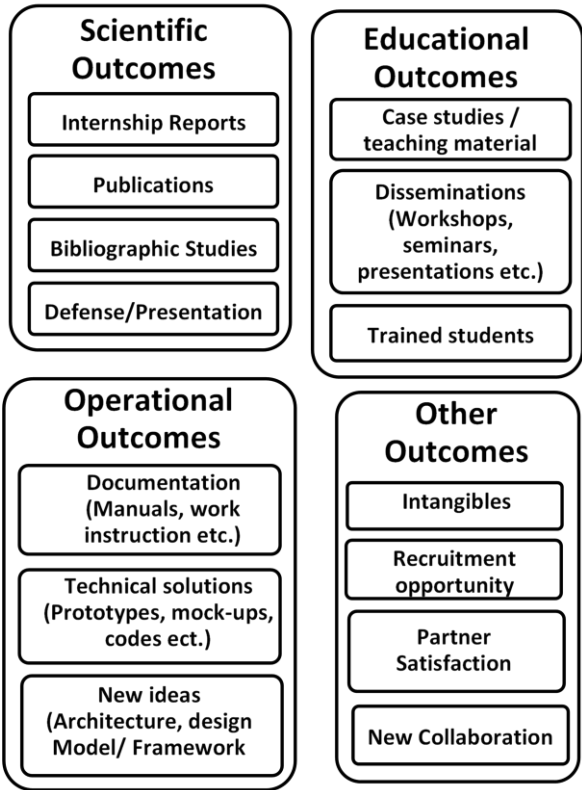 Scientific
Outcomes
Internship Reports
Publications
Bibliographic Studies
Defense/Presentation
Educational
Outcomes
Case studies /
teaching material
Disseminations
(Workshops,
seminars,
presentations etc.)
Trained students
Operational
Outcomes
Documentation
(Manuals, work
instruction etc.)
Technical solutions
(Prototypes, mock-ups,
codes ect.)
New ideas
(Architecture, design
Model/ Framework
Other
Outcomes
Intangibles
Recruitment
opportunity
Partner
Satisfaction
New Collaboration